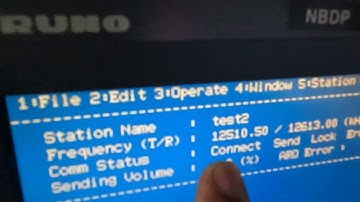 RUNO NBDP
1:File 2:Edit 3:Operate 4:Window 5:Station
Station Name : test2
Frequency (T/R) : 12510.50 / 12613.00
Comm Status : Connect Send Lock
Sending Volume : (%) ARQ Error :